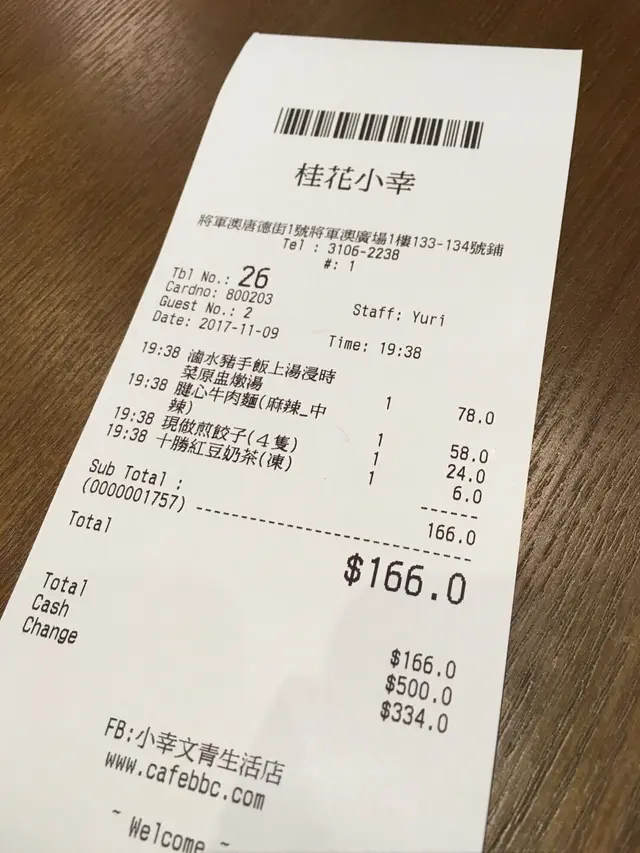 桂花小幸
將軍澳唐德街1號將軍澳廣場1樓133-134號鋪
Tel : 3106-2238
#: 1
Tbl No.: 26
Cardno: 800203
Guest No.: 2 Staff: Yuri
Date: 2017-11-09 Time: 19:38
19:38 滷水豬手飯上湯浸時
菜原盅燉湯 1 78.0
19:38 腱心牛肉麵(麻辣_中
辣) 1 58.0
19:38 現做煎餃子(4隻) 1 24.0
19:38 十勝紅豆奶茶(凍) 1 6.0
Sub Total : 166.0
(0000001757)
Total $166.0
Total $166.0
Cash $500.0
Change $334.0
FB:小幸文青生活店
www.cafebbc.com
~ Welcome ~